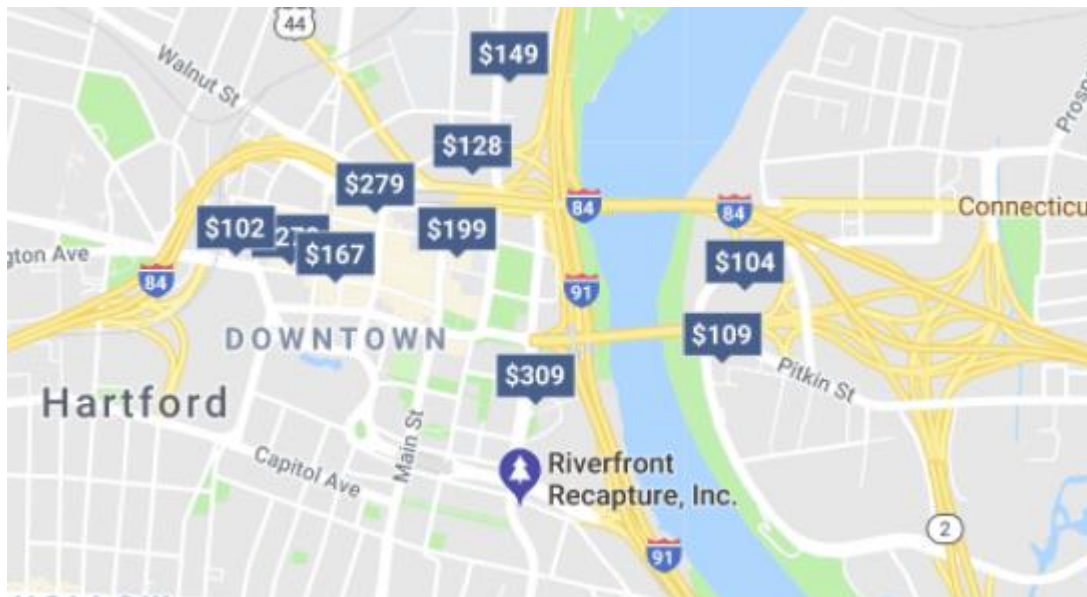 44
$149
Walnut St
Prosp
$128
$279
84
84
Connecticu
$102
$199
$167
gton Ave
$104
84
91
DOWNTOWN
$109
$309
Pitkin St
Hartford
Main St
Capitol Ave
Riverfront
Recapture, Inc.
2
91